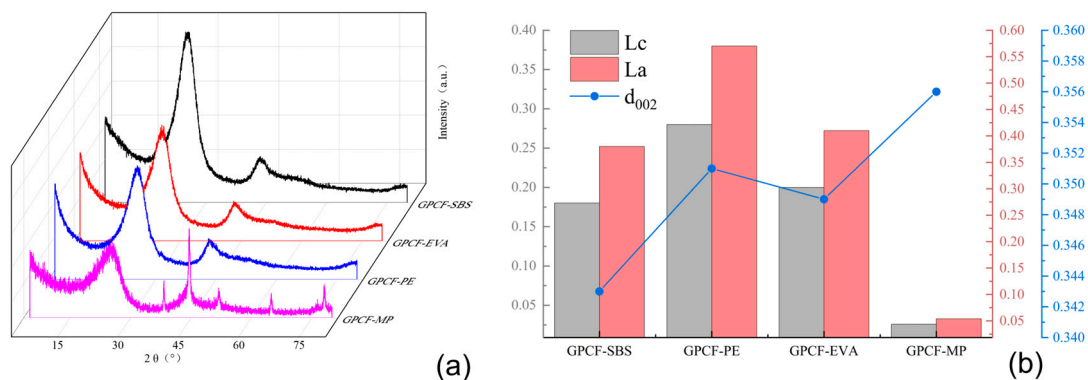 Intensity (a.u.)
GPCF-SBS
GPCF-EVA
GPCF-PE
GPCF-MP
15 30 45 60 75
2 θ (°)
(a)
0.40
0.35
0.30
0.25
0.20
0.15
0.10
0.05
Lc
La
d002
GPCF-SBS GPCF-PE GPCF-EVA GPCF-MP
0.60
0.55
0.50
0.45
0.40
0.35
0.30
0.25
0.20
0.15
0.10
0.05
0.360
0.358
0.356
0.354
0.352
0.350
0.348
0.346
0.344
0.342
0.340
(b)